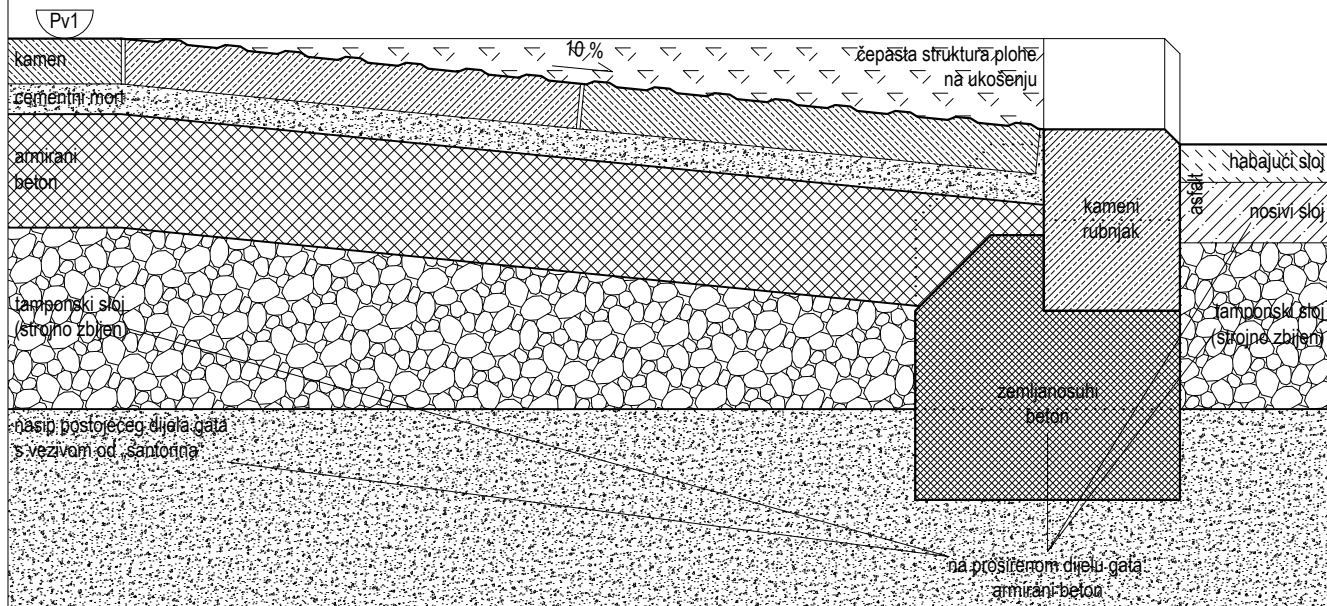 Pv1
kamen
cementni mort
10 %
čepasta struktura plohe
na ukošenju
armirani
beton
habajući sloj
asfalt
nosivi sloj
kameni
rubnjak
tamponski sloj
(strojno zbijen)
tamponski sloj
(strojno zbijen)
zemljanosuhi
beton
nasip postojećeg dijela gata
s vezivom od „santorina“
na proširenom dijelu gata
armirani beton